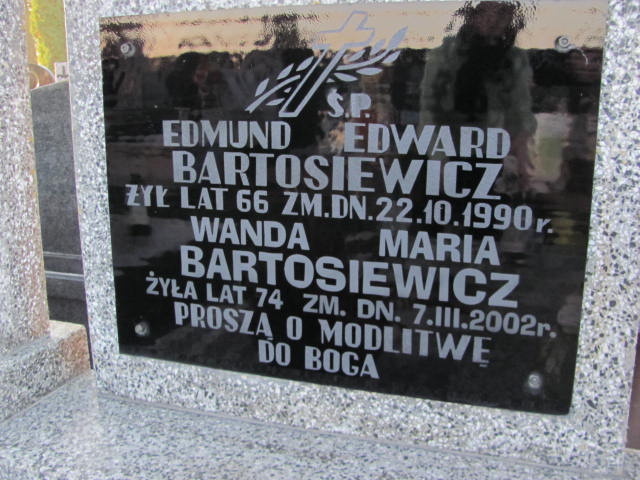 Ś.P.
EDMUND EDWARD
BARTOSIEWICZ
ŻYŁ LAT 66 ZM.DN.22.10.1990r.
WANDA MARIA
BARTOSIEWICZ
ŻYŁA LAT 74 ZM. DN. 7.III.2002r.
PROSZĄ O MODLITWĘ
DO BOGA